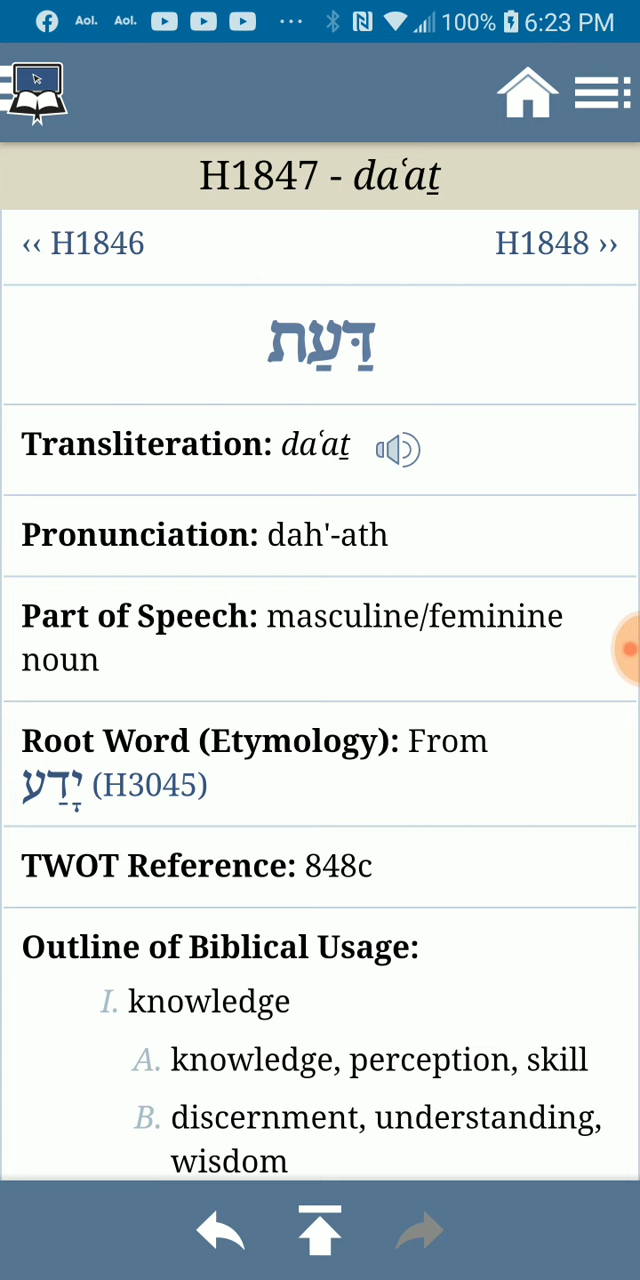 Aol. Aol. ... 100% 6:23 PM
H1847 - daʿaṯ
‹‹ H1846 H1848 ››
דַּעַת
Transliteration: daʿaṯ
Pronunciation: dah'-ath
Part of Speech: masculine/feminine
noun
Root Word (Etymology): From
יָדַע (H3045)
TWOT Reference: 848c
Outline of Biblical Usage:
I. knowledge
A. knowledge, perception, skill
B. discernment, understanding,
wisdom